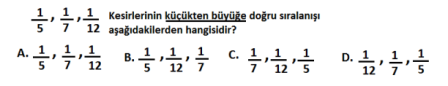 1/5, 1/7, 1/12 Kesirlerinin küçükten büyüğe doğru sıralanışı
aşağıdakilerden hangisidir?
A. 1/5, 1/7, 1/12 B. 1/5, 1/12, 1/7 C. 1/7, 1/12, 1/5 D. 1/12, 1/7, 1/5